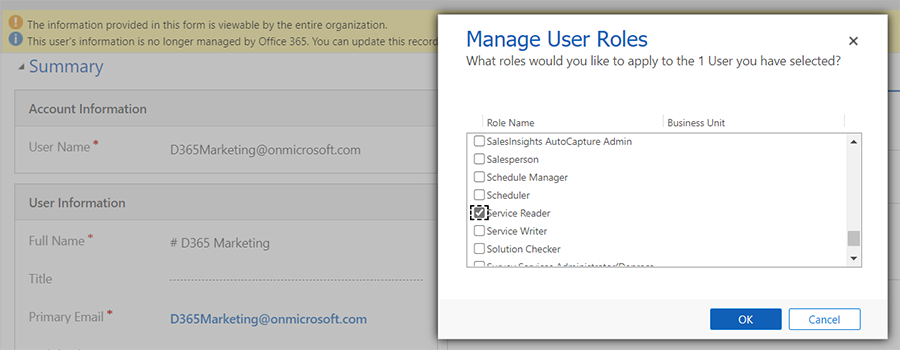 The information provided in this form is viewable by the entire organization.
This user's information is no longer managed by Office 365. You can update this record
Summary
Account Information
User Name *
D365Marketing@onmicrosoft.com
User Information
Full Name *
# D365 Marketing
Title
Primary Email *
D365Marketing@onmicrosoft.com
Manage User Roles
What roles would you like to apply to the 1 User you have selected?
Role Name
Business Unit
SalesInsights AutoCapture Admin
Salesperson
Schedule Manager
Scheduler
Service Reader
Service Writer
Solution Checker
OK
Cancel